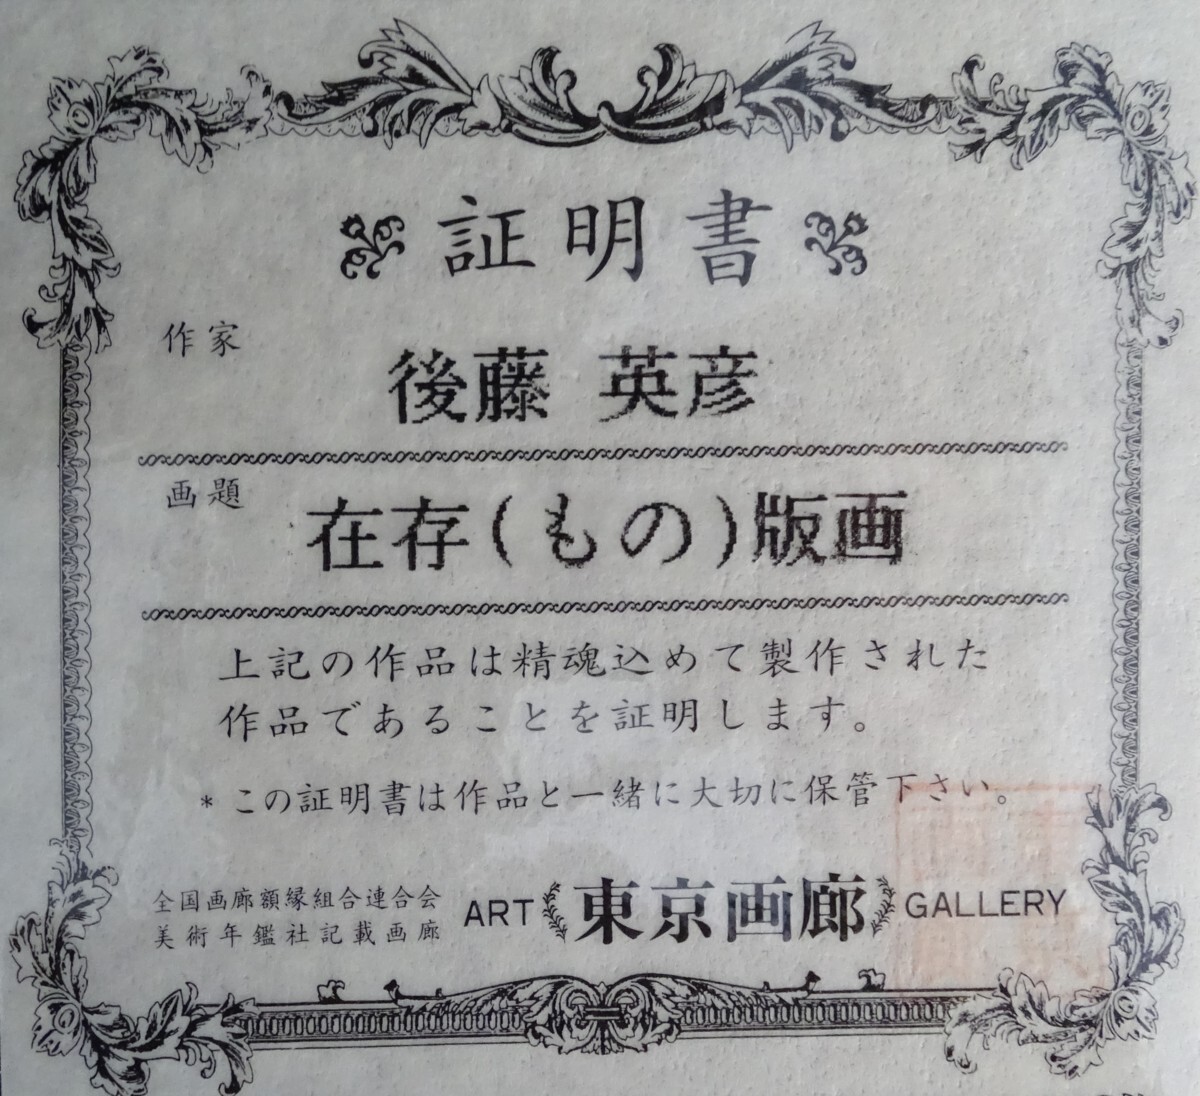 証明書
作家
後藤 英彦
画題
在存(もの)版画
上記の作品は精魂込めて製作された
作品であることを証明します。
* この証明書は作品と一緒に大切に保管下さい。
全国画廊額縁組合連合会
美術年鑑社記載画廊
ART 東京画廊 GALLERY